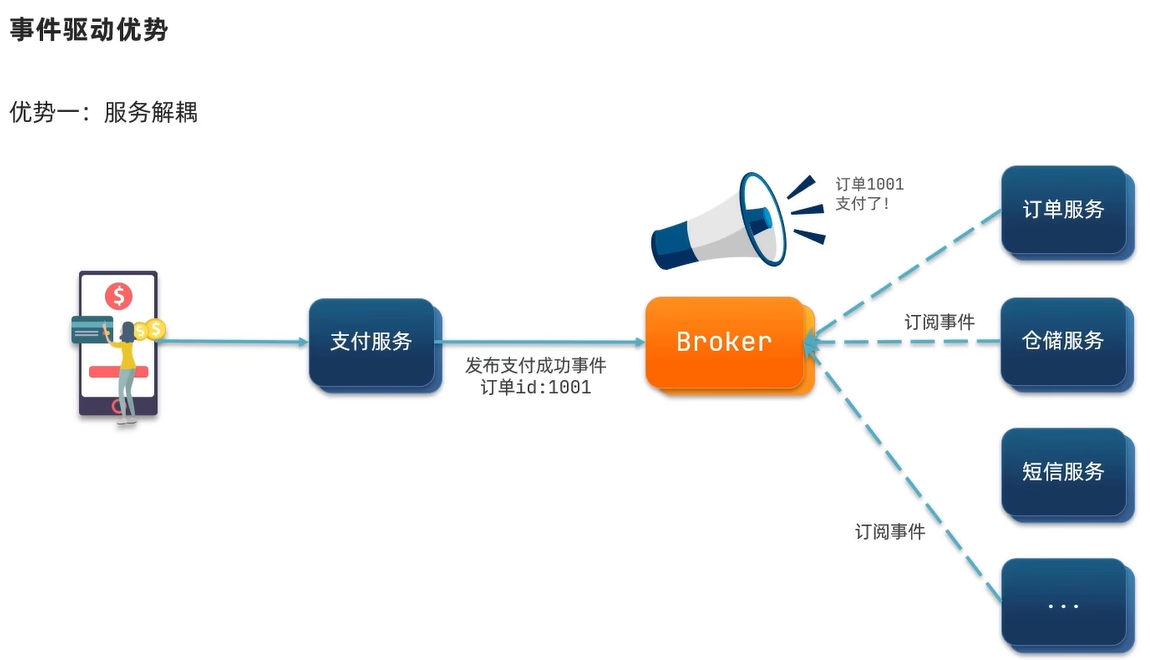 事件驱动优势
优势一：服务解耦
订单1001
支付了!
订单服务
支付服务
发布支付成功事件
订单id:1001
Broker
订阅事件
仓储服务
短信服务
订阅事件
...
$
$
$